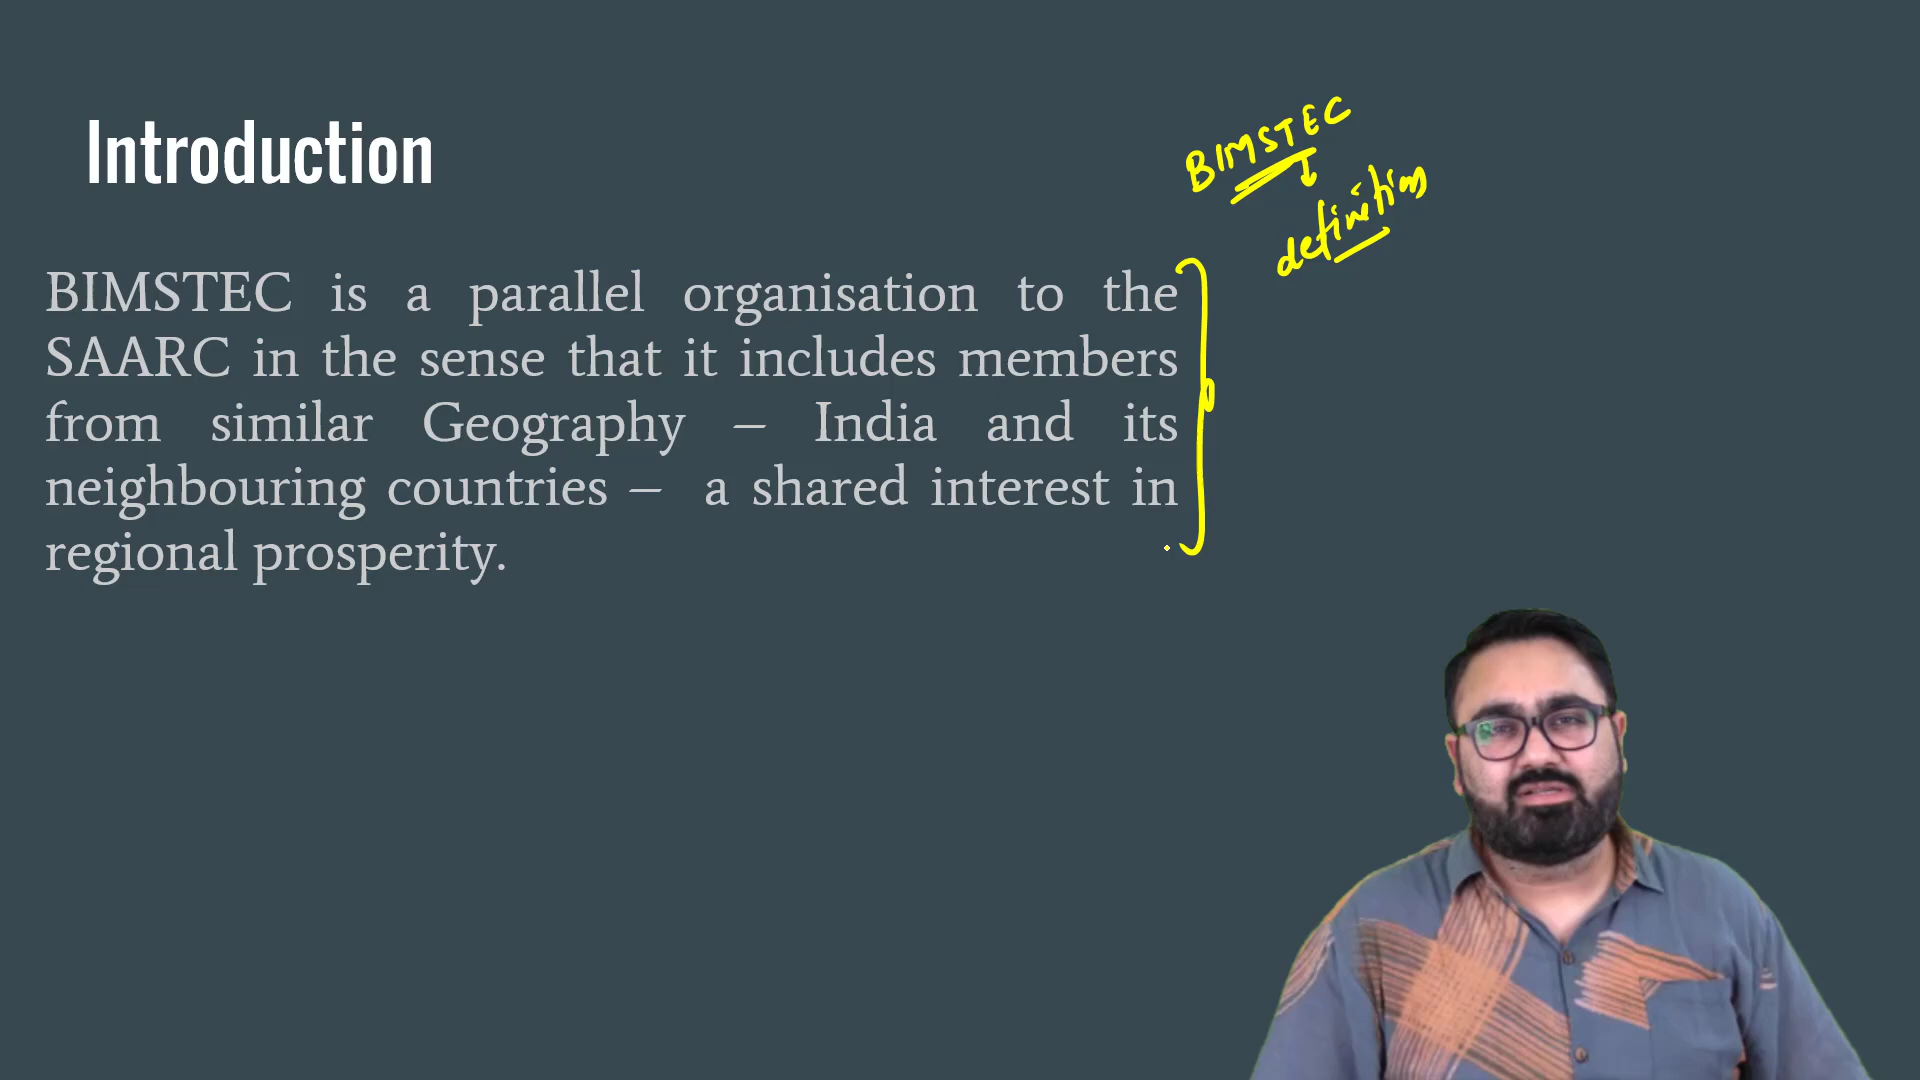 Introduction
BIMSTEC
definition
BIMSTEC is a parallel organisation to the
SAARC in the sense that it includes members
from similar Geography – India and its
neighbouring countries – a shared interest in
regional prosperity.